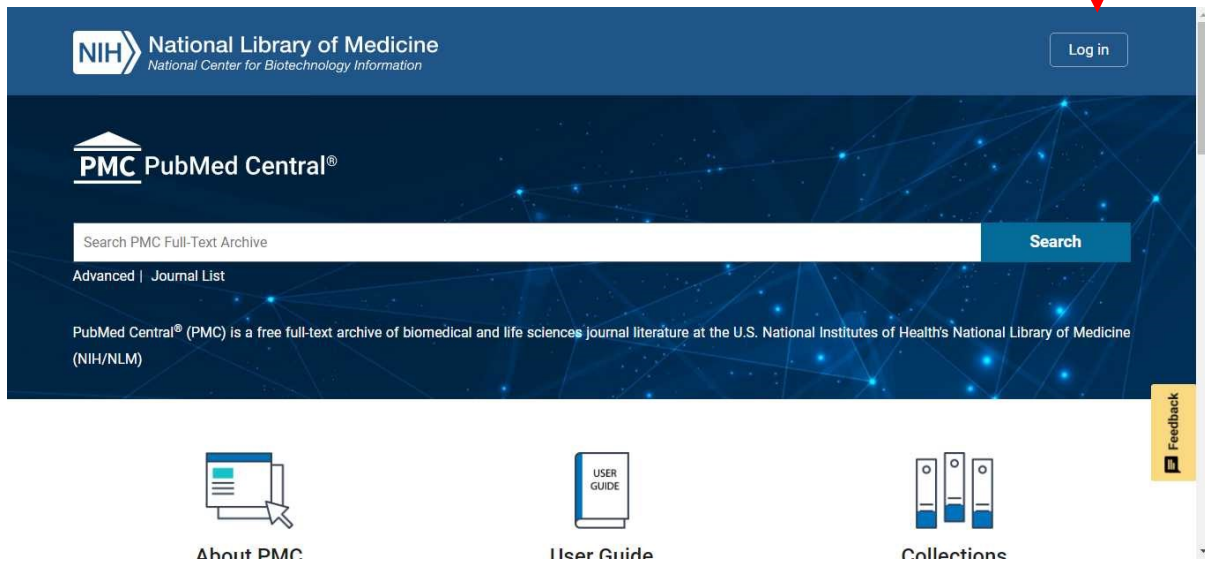 NIH National Library of Medicine
National Center for Biotechnology Information
Log in
PMC PubMed Central®
Search PMC Full-Text Archive
Search
Advanced | Journal List
PubMed Central® (PMC) is a free full-text archive of biomedical and life sciences journal literature at the U.S. National Institutes of Health's National Library of Medicine
(NIH/NLM)
Feedback
USER
GUIDE
About PMC
User Guide
Collections